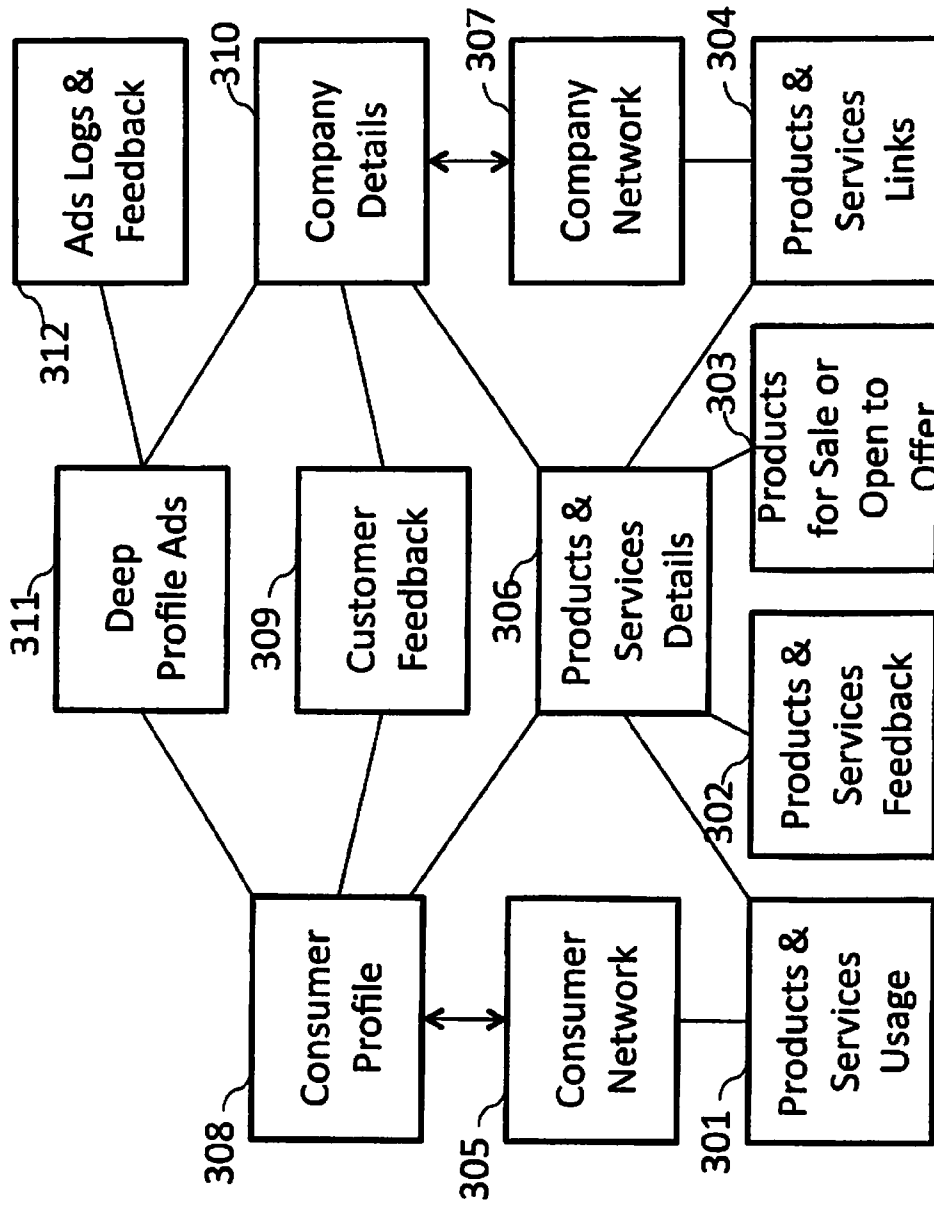 312
Ads Logs &
Feedback
311
Deep
Profile Ads
310
Company
Details
308
Consumer
Profile
309
Customer
Feedback
307
Company
Network
305
Consumer
Network
306
Products &
Services
Details
304
Products &
Services
Links
301
Products &
Services
Usage
302
Products &
Services
Feedback
303
Products
for Sale or
Open to
Offer